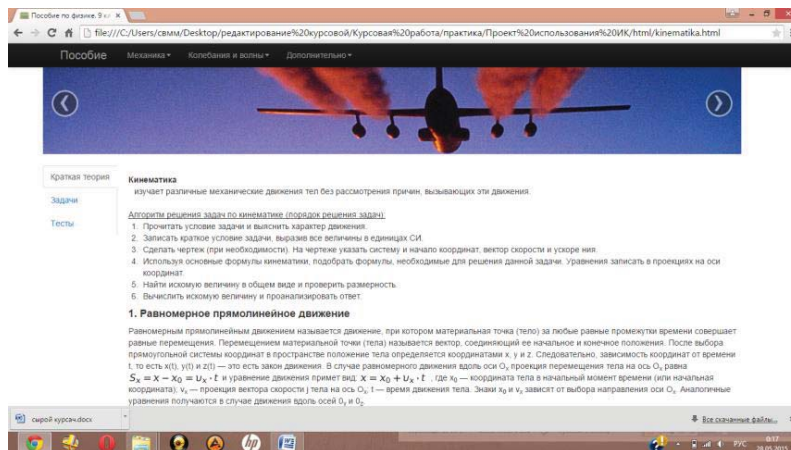 Пособие по физике. 9 кл
file:///C:/Users/свмм/Desktop/редактирование%20курсовой/Курсовая%20работа/практика/Проект%20использования%20ИК/html/kinematika.html
Пособие Механика Колебания и волны Дополнительно
Краткая теория
Задачи
Тесты
Кинематика
изучает различные механические движения тел без рассмотрения причин, вызывающих эти движения.
Алгоритм решения задач по кинематике (порядок решения задач):
1. Прочитать условие задачи и выяснить характер движения.
2. Записать краткое условие задачи, выразив все величины в единицах СИ.
3. Сделать чертеж (при необходимости). На чертеже указать систему и начало координат, вектор скорости и ускоре ния.
4. Используя основные формулы кинематики, подобрать формулы, необходимые для решения данной задачи. Уравнения записать в проекциях на оси
координат.
5. Найти искомую величину в общем виде и проверить размерность.
6. Вычислить искомую величину и проанализировать ответ.
1. Равномерное прямолинейное движение
Равномерным прямолинейным движением называется движение, при котором материальная точка (тело) за любые равные промежутки времени совершает
равные перемещения. Перемещением материальной точки (тела) называется вектор, соединяющий ее начальное и конечное положения. После выбора
прямоугольной системы координат в пространстве положение тела определяется координатами x, y и z. Следовательно, зависимость координат от времени
t, то есть x(t), y(t) и z(t) — это есть закон движения. В случае равномерного движения вдоль оси Oₓ проекция перемещения тела на ось Oₓ равна
Sₓ = x − x₀ = υₓ · t и уравнение движения примет вид: x = x₀ + υₓ · t , где x₀ — координата тела в начальный момент времени (или начальная
координата), vₓ — проекция вектора скорости j тела на ось Oₓ, t — время движения тела. Знаки x₀ и vₓ зависят от выбора направления оси Oₓ. Аналогичные
уравнения получаются в случае движения вдоль осей 0ᵧ и 0z
сырой курсач.docx
Все скачанные файлы...
РУС
0:17
28.05.2015